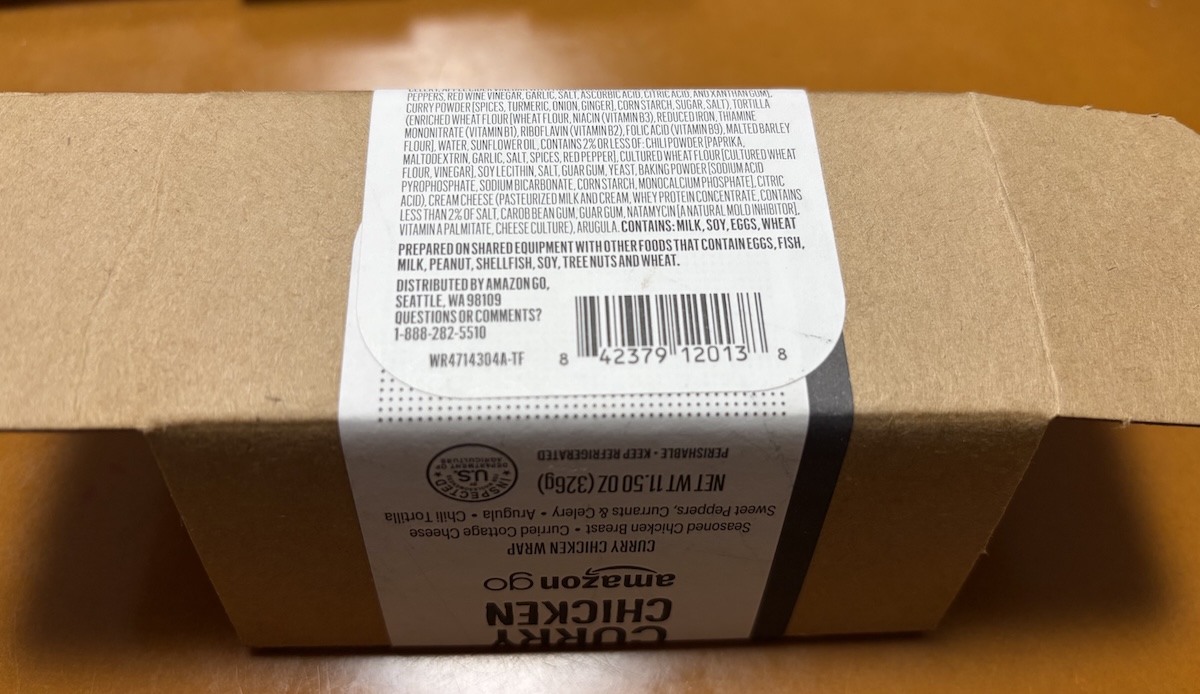 PEPPERS, RED WINE VINEGAR, GARLIC, SALT, ASCORBIC ACID, CITRIC ACID, AND XANTHAN GUM],
CURRY POWDER [SPICES, TURMERIC, ONION, GINGER], CORN STARCH, SUGAR, SALT), TORTILLA
(ENRICHED WHEAT FLOUR [WHEAT FLOUR, NIACIN (VITAMIN B3), REDUCED IRON, THIAMINE
MONONITRATE (VITAMIN B1), RIBOFLAVIN (VITAMIN B2), FOLIC ACID (VITAMIN B9), MALTED BARLEY
FLOUR], WATER, SUNFLOWER OIL, CONTAINS 2% OR LESS OF: CHILI POWDER [PAPRIKA,
MALTODEXTRIN, GARLIC, SALT, SPICES, RED PEPPER], CULTURED WHEAT FLOUR [CULTURED WHEAT
FLOUR, VINEGAR], SOY LECITHIN, SALT, GUAR GUM, YEAST, BAKING POWDER [SODIUM ACID
PYROPHOSPHATE, SODIUM BICARBONATE, CORN STARCH, MONOCALCIUM PHOSPHATE], CITRIC
ACID), CREAM CHEESE (PASTEURIZED MILK AND CREAM, WHEY PROTEIN CONCENTRATE, CONTAINS
LESS THAN 2% OF SALT, CAROB BEAN GUM, GUAR GUM, NATAMYCIN [A NATURAL MOLD INHIBITOR],
VITAMIN A PALMITATE, CHEESE CULTURE), ARUGULA. CONTAINS: MILK, SOY, EGGS, WHEAT
PREPARED ON SHARED EQUIPMENT WITH OTHER FOODS THAT CONTAIN EGGS, FISH,
MILK, PEANUT, SHELLFISH, SOY, TREE NUTS AND WHEAT.
DISTRIBUTED BY AMAZON GO,
SEATTLE, WA 98109
QUESTIONS OR COMMENTS?
1-888-282-5510
WR4714304A-TF
8 42379 12013 8
CURRY
CHICKEN
amazon go
CURRY CHICKEN WRAP
Seasoned Chicken Breast • Curried Cottage Cheese
Sweet Peppers, Currants & Celery • Arugula • Chili Tortilla
NET WT 11.50 OZ (326g)
PERISHABLE • KEEP REFRIGERATED
INSPECTED
U.S.
DEPARTMENT OF
AGRICULTURE